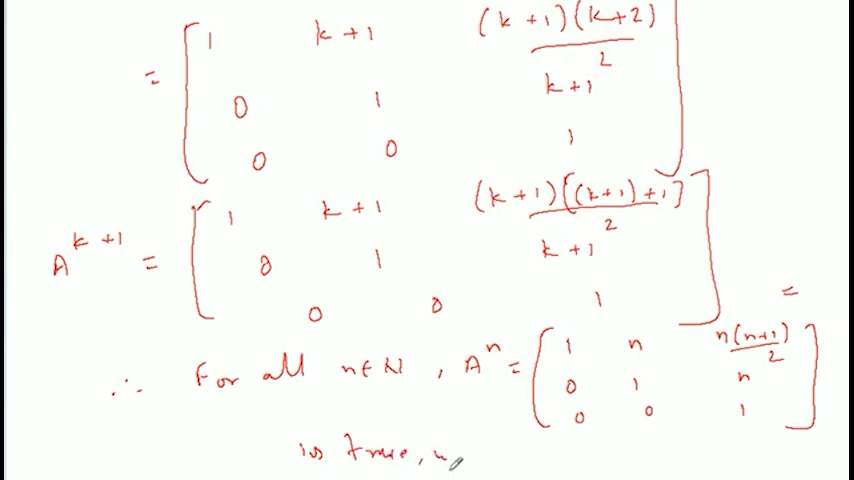 = [ 1 k+1 (k+1)(k+2)/2
0 1 k+1
0 0 1 ]
A^{k+1} = [ 1 k+1 (k+1)[(k+1)+1]/2
0 1 k+1
0 0 1 ] =
∴ For all n∈N, A^n = [ 1 n n(n+1)/2
0 1 n
0 0 1 ]
is true,